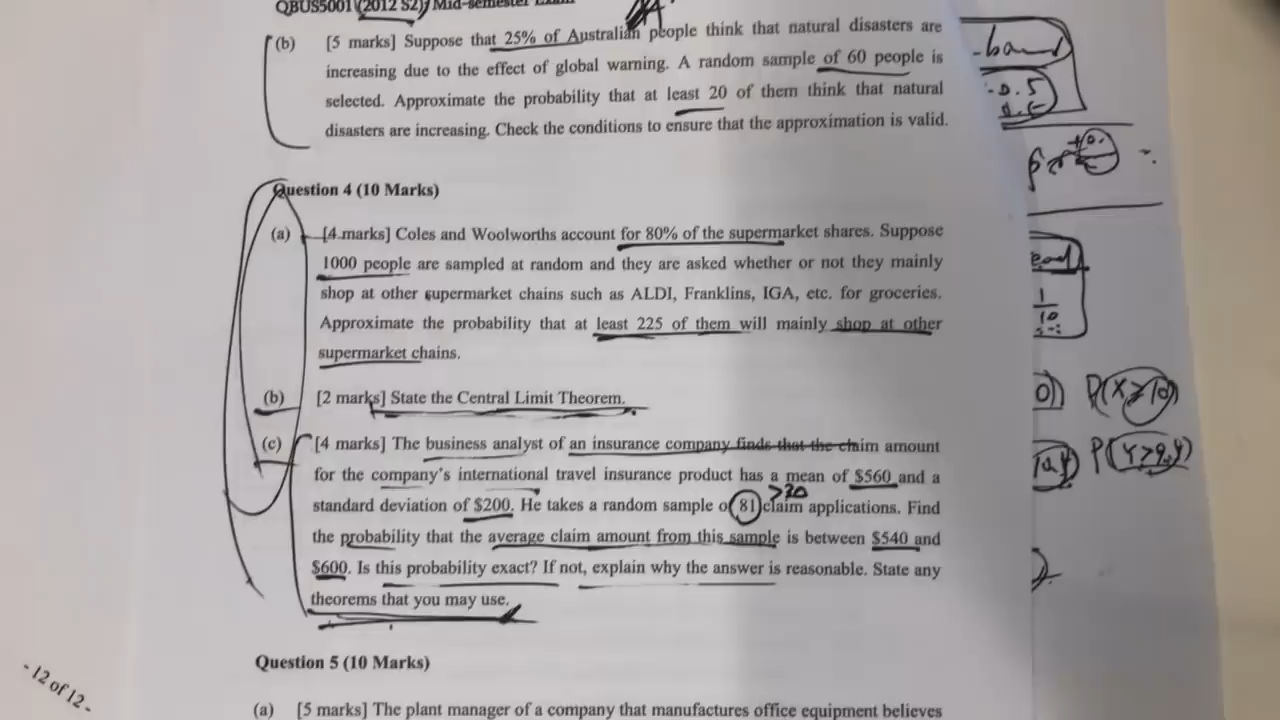 QBUS5001 (2012 S2) Mid-semester Exam
(b) [5 marks] Suppose that 25% of Australian people think that natural disasters are
increasing due to the effect of global warning. A random sample of 60 people is
selected. Approximate the probability that at least 20 of them think that natural
disasters are increasing. Check the conditions to ensure that the approximation is valid.
Question 4 (10 Marks)
(a) [4 marks] Coles and Woolworths account for 80% of the supermarket shares. Suppose
1000 people are sampled at random and they are asked whether or not they mainly
shop at other supermarket chains such as ALDI, Franklins, IGA, etc. for groceries.
Approximate the probability that at least 225 of them will mainly shop at other
supermarket chains.
(b) [2 marks] State the Central Limit Theorem.
(c) [4 marks] The business analyst of an insurance company finds that the claim amount
for the company's international travel insurance product has a mean of $560 and a
>30
standard deviation of $200. He takes a random sample o 81 claim applications. Find
the probability that the average claim amount from this sample is between $540 and
$600. Is this probability exact? If not, explain why the answer is reasonable. State any
theorems that you may use.
Question 5 (10 Marks)
(a) [5 marks] The plant manager of a company that manufactures office equipment believes
- 12 of 12 -
-0.5
1
10
P(X>10)
P(Y>9.4)